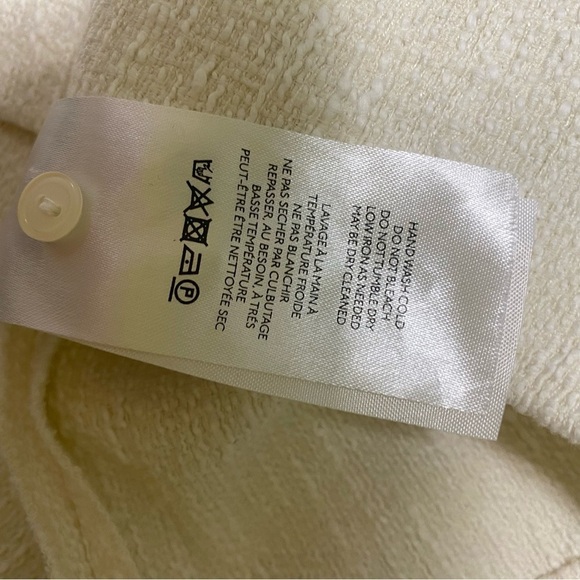 HAND WASH COLD
DO NOT BLEACH
DO NOT TUMBLE DRY
LOW IRON AS NEEDED
MAY BE DRY CLEANED
LAVAGE À LA MAIN À
TEMPÉRATURE FROIDE
NE PAS BLANCHIR
NE PAS SECHER PAR CULBUTAGE
REPASSER, AU BESOIN, À TRÉS
BASSE TEMPÉRATURE
PEUT-ÊTRE ÊTRE NETTOYÉE SEC
P